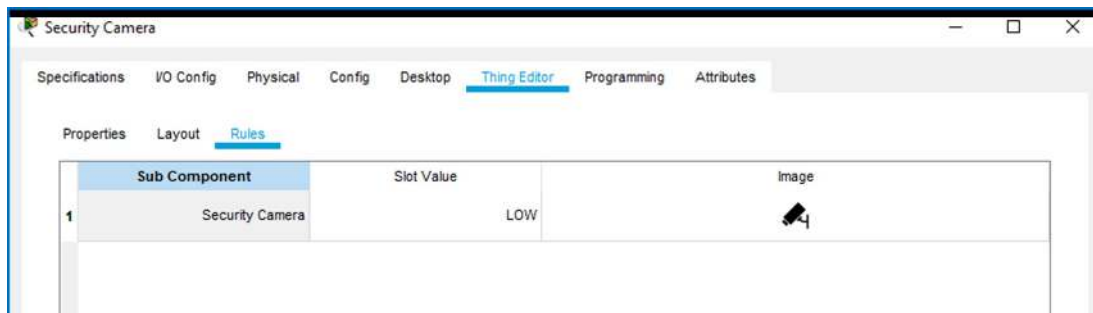 Security Camera
Specifications I/O Config Physical Config Desktop Thing Editor Programming Attributes
Properties Layout Rules
Sub Component Slot Value Image
1 Security Camera LOW